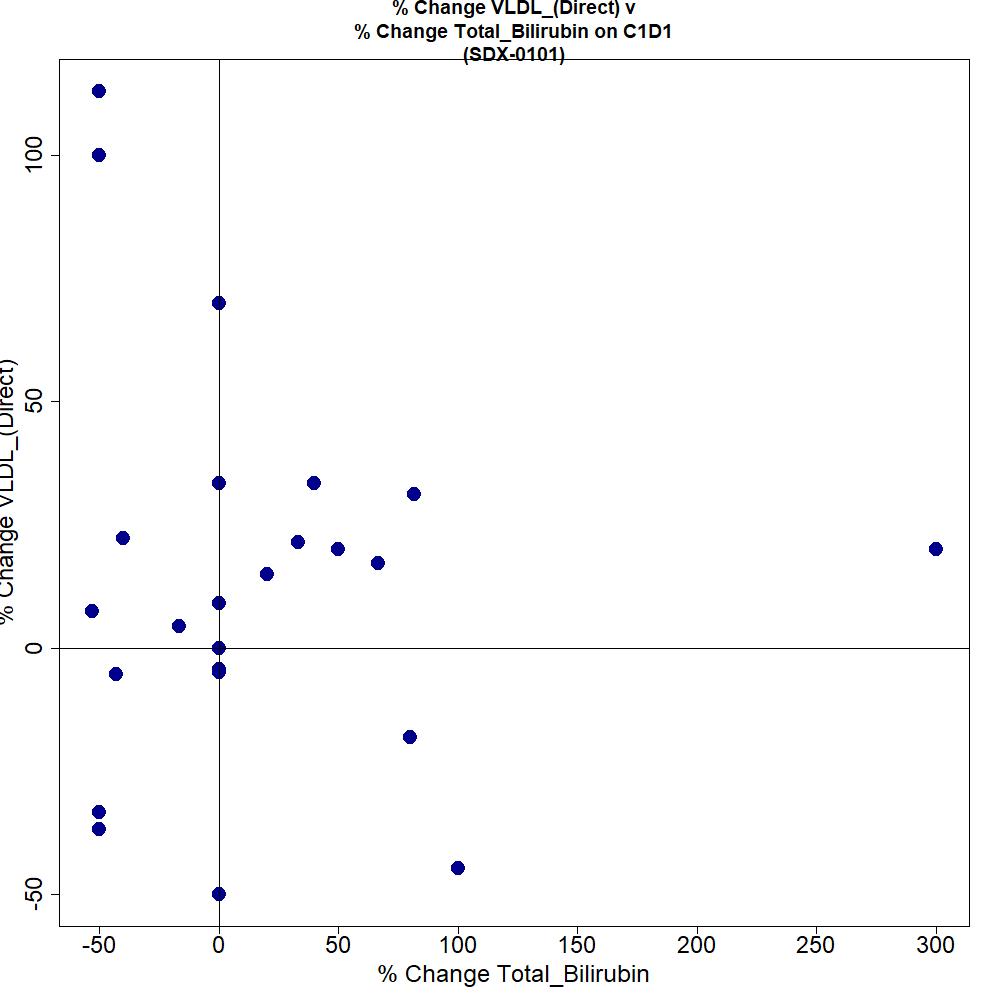 % Change VLDL_(Direct) v
% Change Total_Bilirubin on C1D1
(SDX-0101)
% Change VLDL_(Direct)
100
50
0
-50
-50 0 50 100 150 200 250 300
% Change Total_Bilirubin